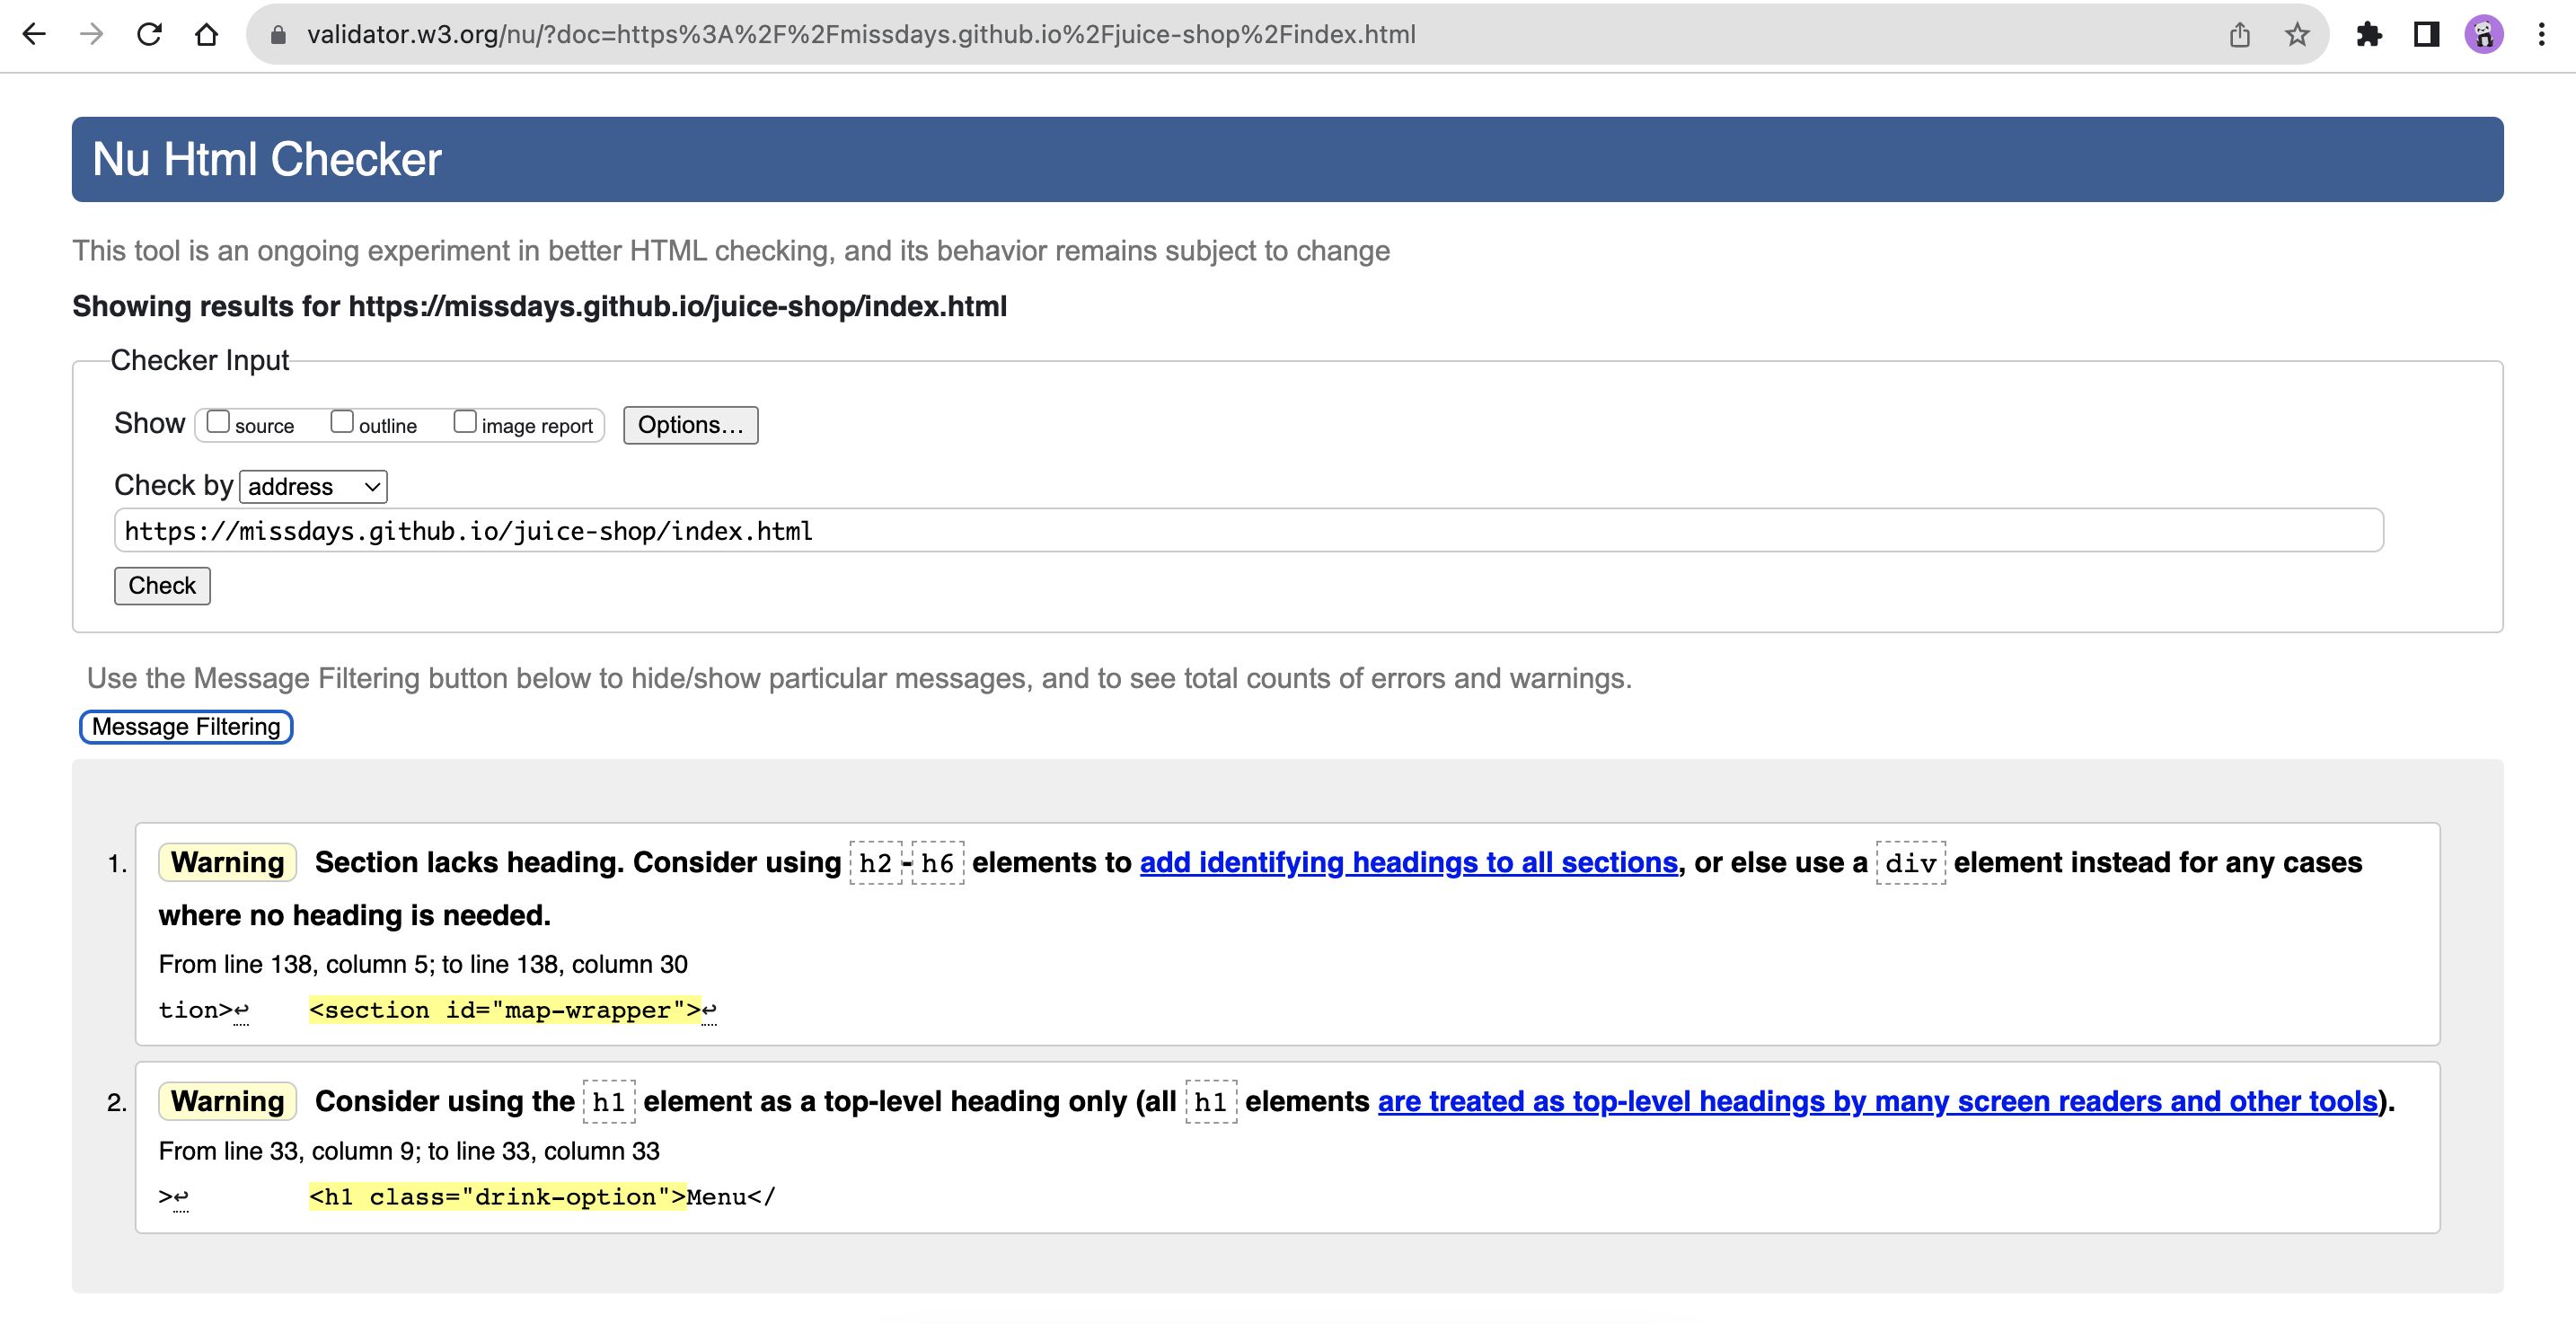 validator.w3.org/nu/?doc=https%3A%2F%2Fmissdays.github.io%2Fjuice-shop%2Findex.html
Nu Html Checker
This tool is an ongoing experiment in better HTML checking, and its behavior remains subject to change
Showing results for https://missdays.github.io/juice-shop/index.html
Checker Input
Show source outline image report Options...
Check by address
https://missdays.github.io/juice-shop/index.html
Check
Use the Message Filtering button below to hide/show particular messages, and to see total counts of errors and warnings.
Message Filtering
1. Warning Section lacks heading. Consider using h2-h6 elements to add identifying headings to all sections, or else use a div element instead for any cases
where no heading is needed.
From line 138, column 5; to line 138, column 30
tion>↩ <section id="map-wrapper">↩
2. Warning Consider using the h1 element as a top-level heading only (all h1 elements are treated as top-level headings by many screen readers and other tools).
From line 33, column 9; to line 33, column 33
>↩ <h1 class="drink-option">Menu</